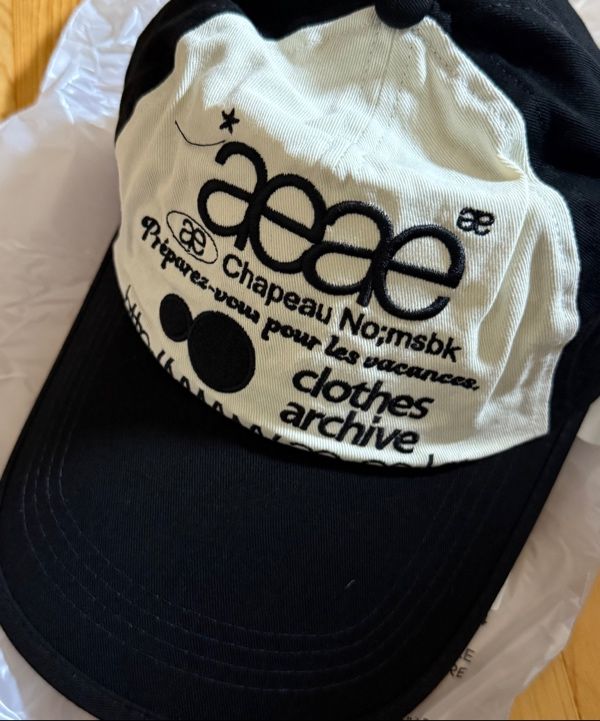 aeae
æ
æ Chapeau No;msbk
Préparez-vous pour les vacances.
clothes
archive